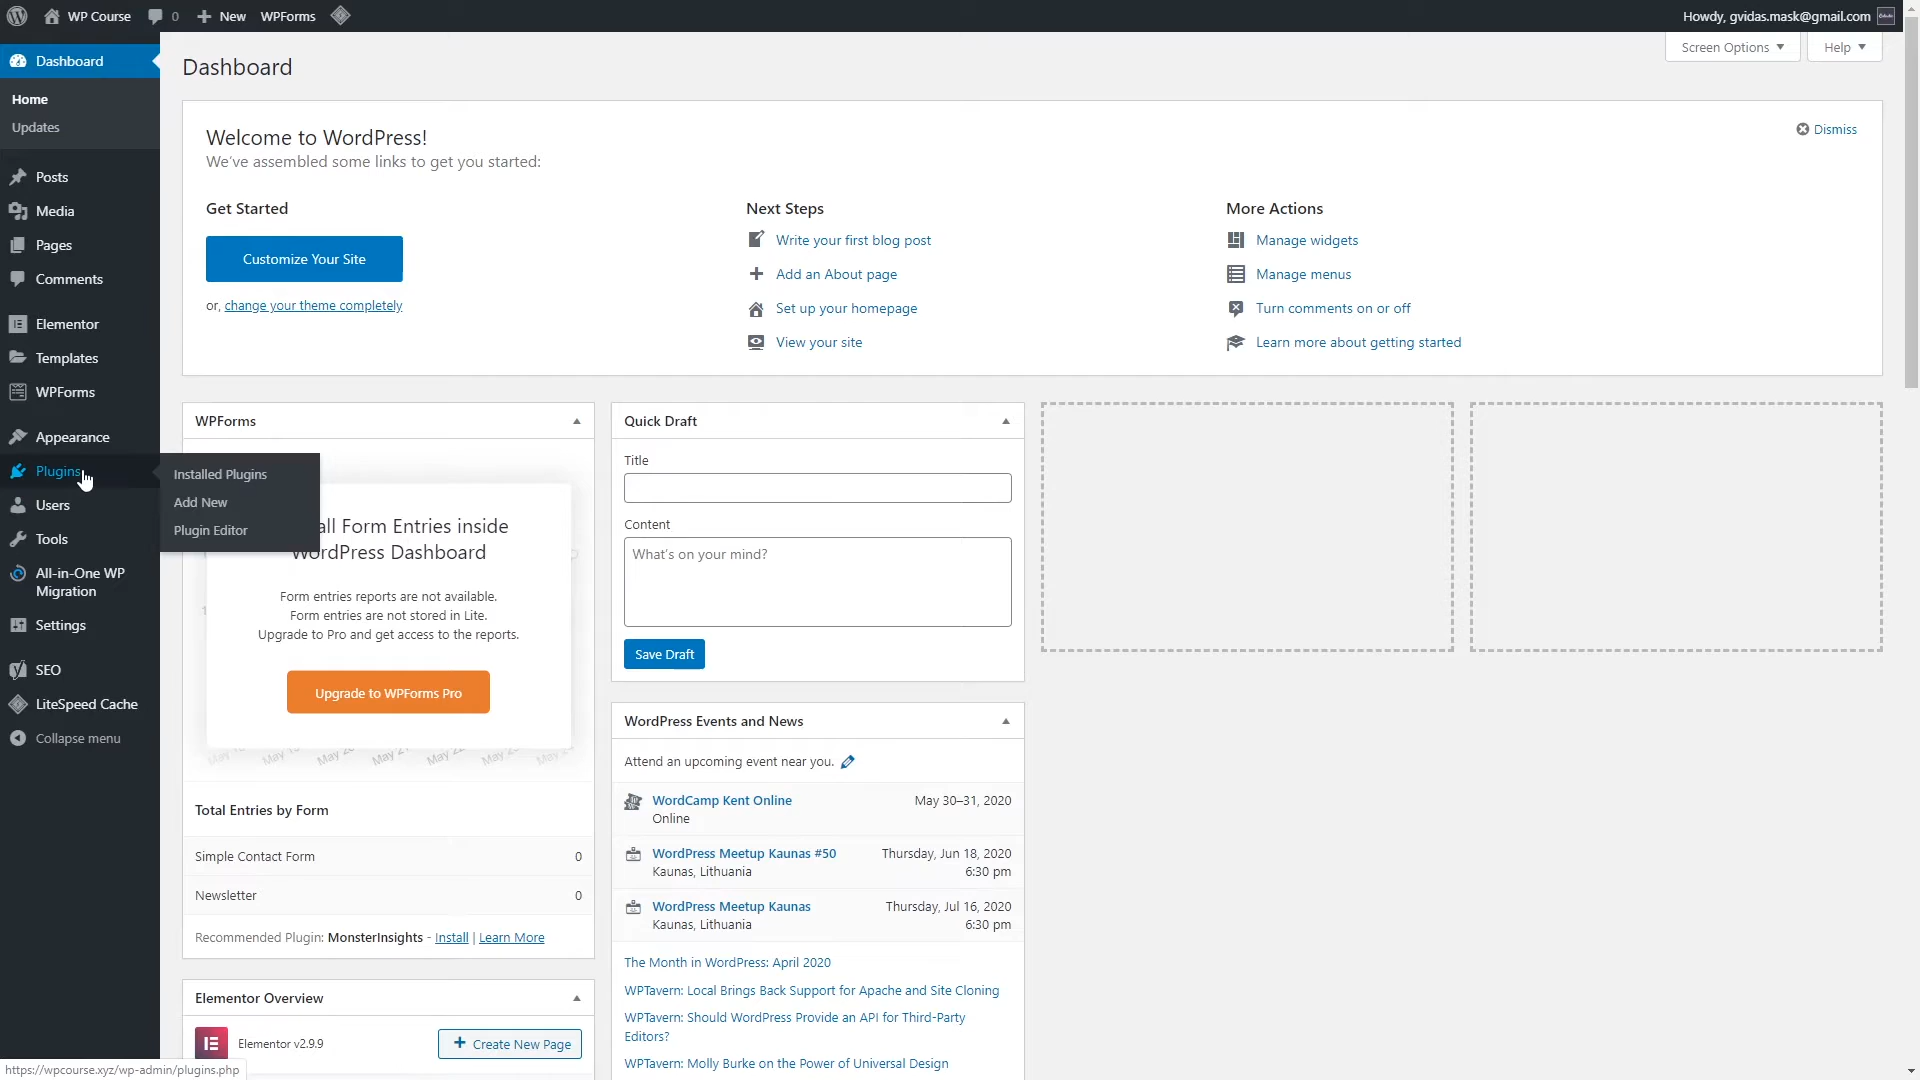 WP Course
0
New
WPForms
Howdy, gvidas.mask@gmail.com
Dashboard
Home
Updates
Posts
Media
Pages
Comments
Elementor
Templates
WPForms
Appearance
Plugins
Users
Tools
All-in-One WP
Migration
Settings
SEO
LiteSpeed Cache
Collapse menu
Installed Plugins
Add New
Plugin Editor
Screen Options
Help
Dashboard
Welcome to WordPress!
We've assembled some links to get you started:
Dismiss
Get Started
Customize Your Site
or, change your theme completely
Next Steps
Write your first blog post
Add an About page
Set up your homepage
View your site
More Actions
Manage widgets
Manage menus
Turn comments on or off
Learn more about getting started
WPForms
all Form Entries inside
WordPress Dashboard
Form entries reports are not available.
Form entries are not stored in Lite.
Upgrade to Pro and get access to the reports.
Upgrade to WPForms Pro
Total Entries by Form
Simple Contact Form 0
Newsletter 0
Recommended Plugin: MonsterInsights - Install | Learn More
Elementor Overview
Elementor v2.9.9
Create New Page
Quick Draft
Title
Content
What's on your mind?
Save Draft
WordPress Events and News
Attend an upcoming event near you.
WordCamp Kent Online May 30–31, 2020
Online
WordPress Meetup Kaunas #50 Thursday, Jun 18, 2020
Kaunas, Lithuania 6:30 pm
WordPress Meetup Kaunas Thursday, Jul 16, 2020
Kaunas, Lithuania 6:30 pm
The Month in WordPress: April 2020
WPTavern: Local Brings Back Support for Apache and Site Cloning
WPTavern: Should WordPress Provide an API for Third-Party
Editors?
WPTavern: Molly Burke on the Power of Universal Design
https://wpcourse.xyz/wp-admin/plugins.php